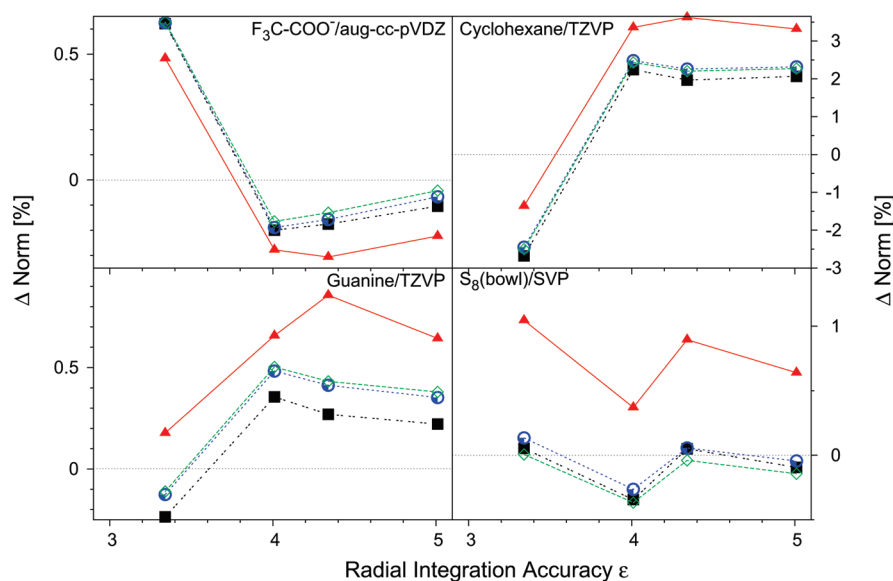 F₃C-COO⁻/aug-cc-pVDZ
Cyclohexane/TZVP
0.5
0
3
2
1
0
-1
-2
-3
Δ Norm [%]
Δ Norm [%]
Guanine/TZVP
S₈(bowl)/SVP
0.5
0
1
0
3
4
5
3
4
5
Radial Integration Accuracy ε